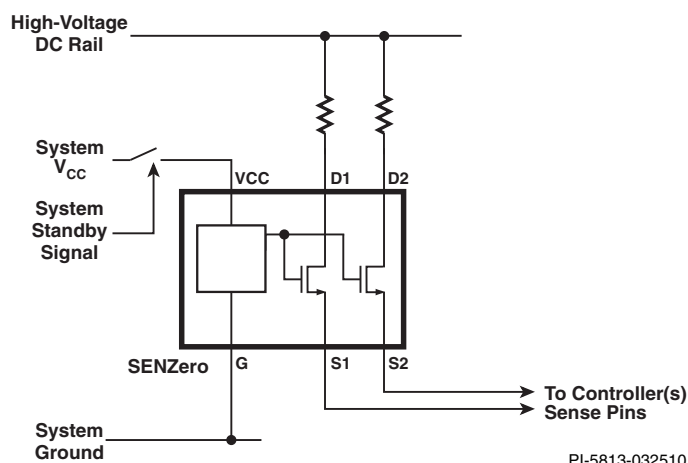 High-Voltage
DC Rail
System
VCC
VCC
D1
D2
System
Standby
Signal
SENZero
G
S1
S2
To Controller(s)
Sense Pins
System
Ground
PI-5813-032510